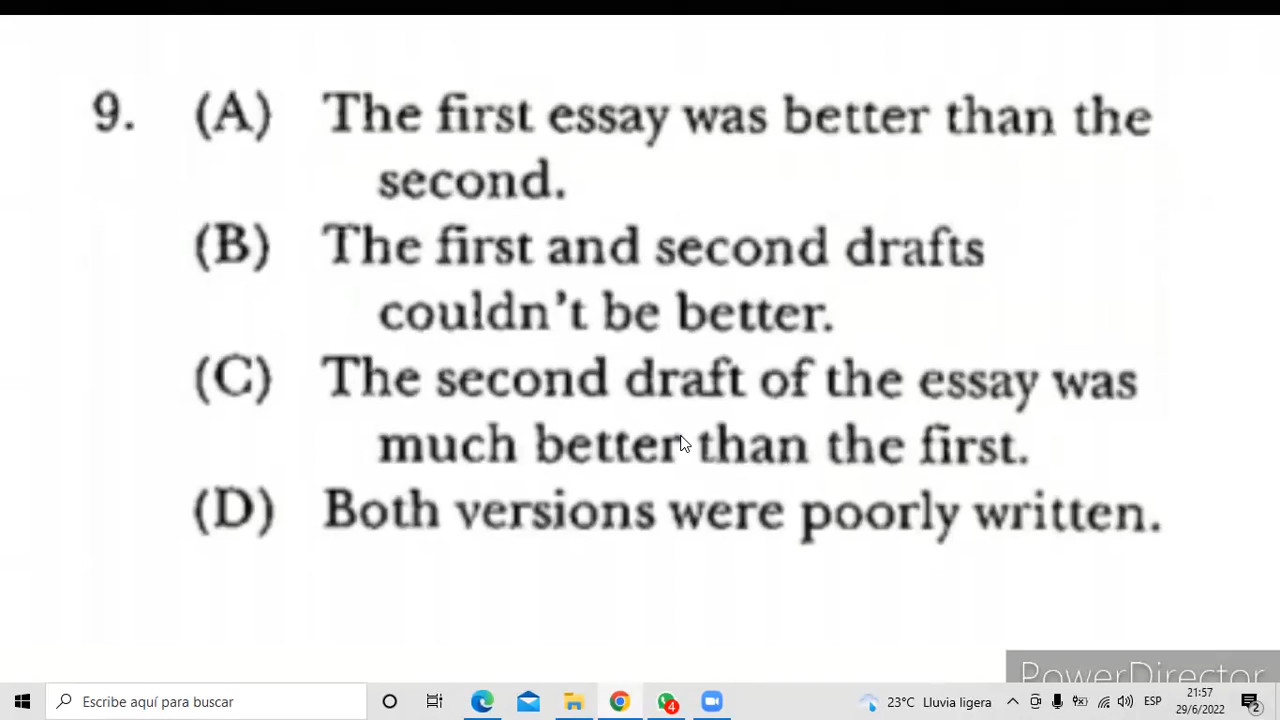 9. (A) The first essay was better than the
second.
(B) The first and second drafts
couldn't be better.
(C) The second draft of the essay was
much better than the first.
(D) Both versions were poorly written.
PowerDirector
Escribe aquí para buscar
4
23°C Lluvia ligera
ESP
21:57
29/6/2022
2